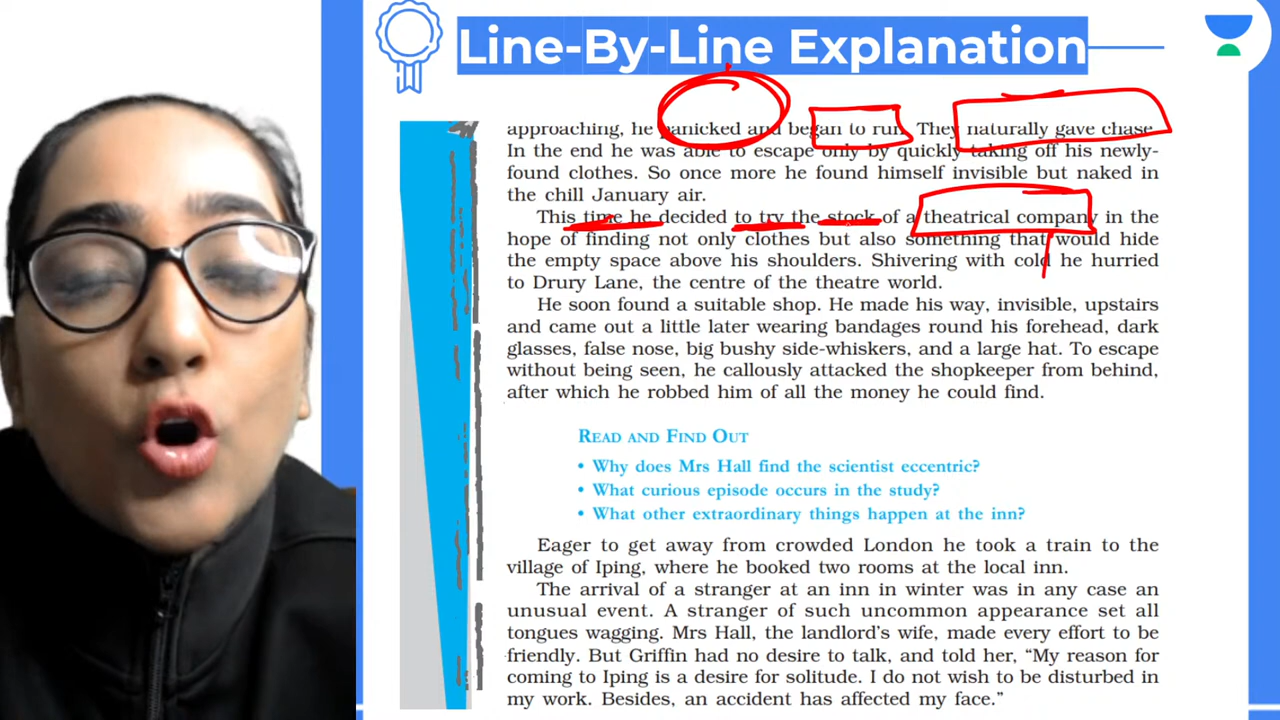 Line-By-Line Explanation
approaching, he panicked and began to run. They naturally gave chase.
In the end he was able to escape only by quickly taking off his newly-
found clothes. So once more he found himself invisible but naked in
the chill January air.
This time he decided to try the stock of a theatrical company in the
hope of finding not only clothes but also something that would hide
the empty space above his shoulders. Shivering with cold he hurried
to Drury Lane, the centre of the theatre world.
He soon found a suitable shop. He made his way, invisible, upstairs
and came out a little later wearing bandages round his forehead, dark
glasses, false nose, big bushy side-whiskers, and a large hat. To escape
without being seen, he callously attacked the shopkeeper from behind,
after which he robbed him of all the money he could find.
READ AND FIND OUT
• Why does Mrs Hall find the scientist eccentric?
• What curious episode occurs in the study?
• What other extraordinary things happen at the inn?
Eager to get away from crowded London he took a train to the
village of Iping, where he booked two rooms at the local inn.
The arrival of a stranger at an inn in winter was in any case an
unusual event. A stranger of such uncommon appearance set all
tongues wagging. Mrs Hall, the landlord's wife, made every effort to be
friendly. But Griffin had no desire to talk, and told her, “My reason for
coming to Iping is a desire for solitude. I do not wish to be disturbed in
my work. Besides, an accident has affected my face.”